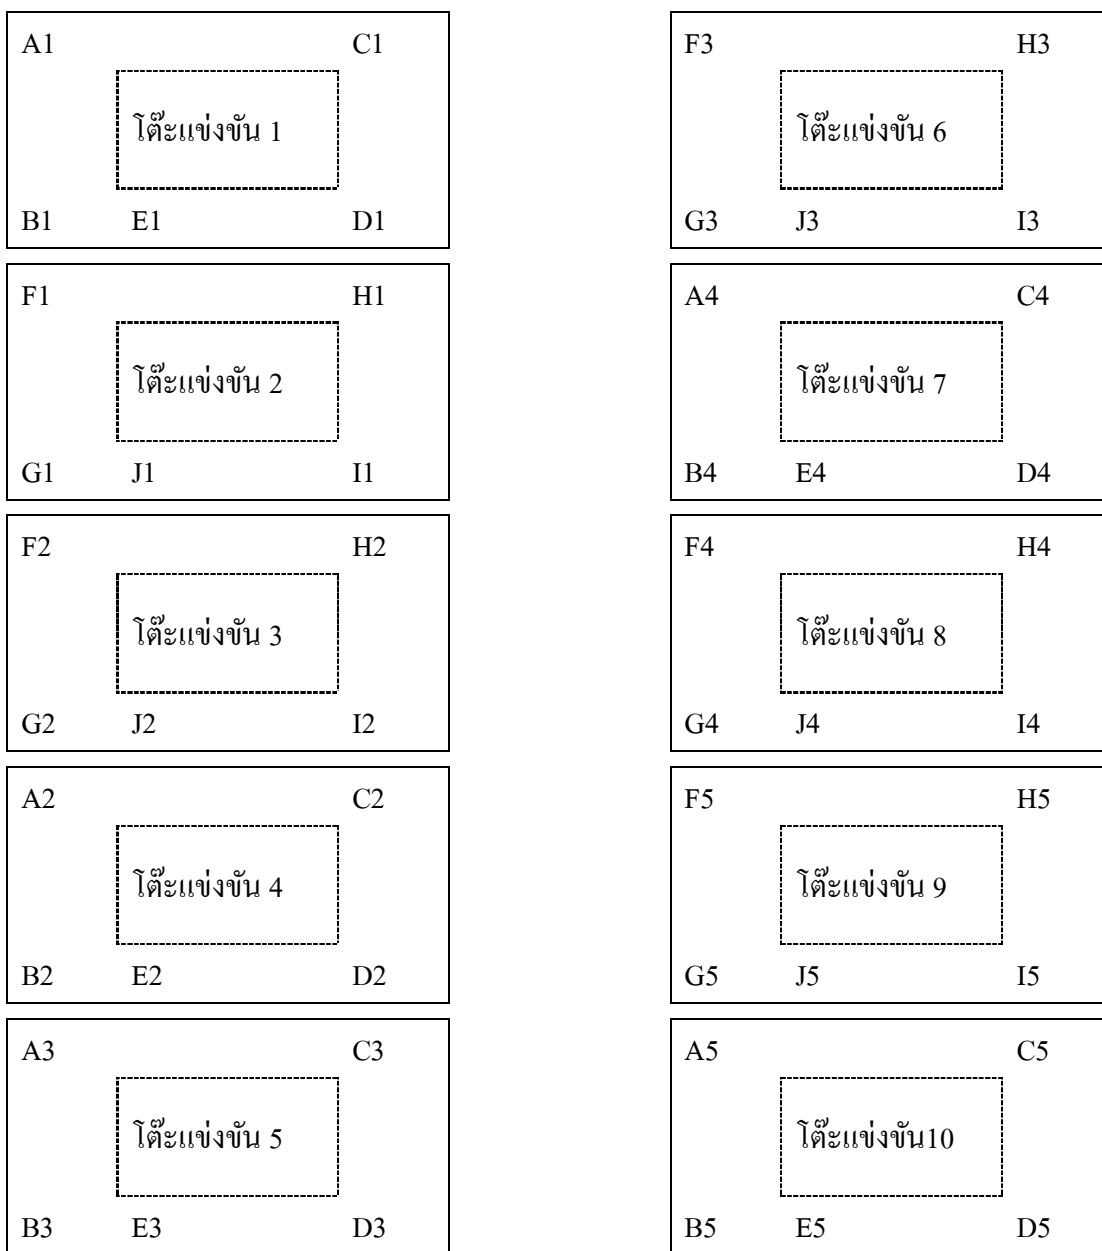 A1 C1
โต๊ะแข่งขัน 1
B1 E1 D1
F1 H1
โต๊ะแข่งขัน 2
G1 J1 I1
F2 H2
โต๊ะแข่งขัน 3
G2 J2 I2
A2 C2
โต๊ะแข่งขัน 4
B2 E2 D2
A3 C3
โต๊ะแข่งขัน 5
B3 E3 D3
F3 H3
โต๊ะแข่งขัน 6
G3 J3 I3
A4 C4
โต๊ะแข่งขัน 7
B4 E4 D4
F4 H4
โต๊ะแข่งขัน 8
G4 J4 I4
F5 H5
โต๊ะแข่งขัน 9
G5 J5 I5
A5 C5
โต๊ะแข่งขัน10
B5 E5 D5